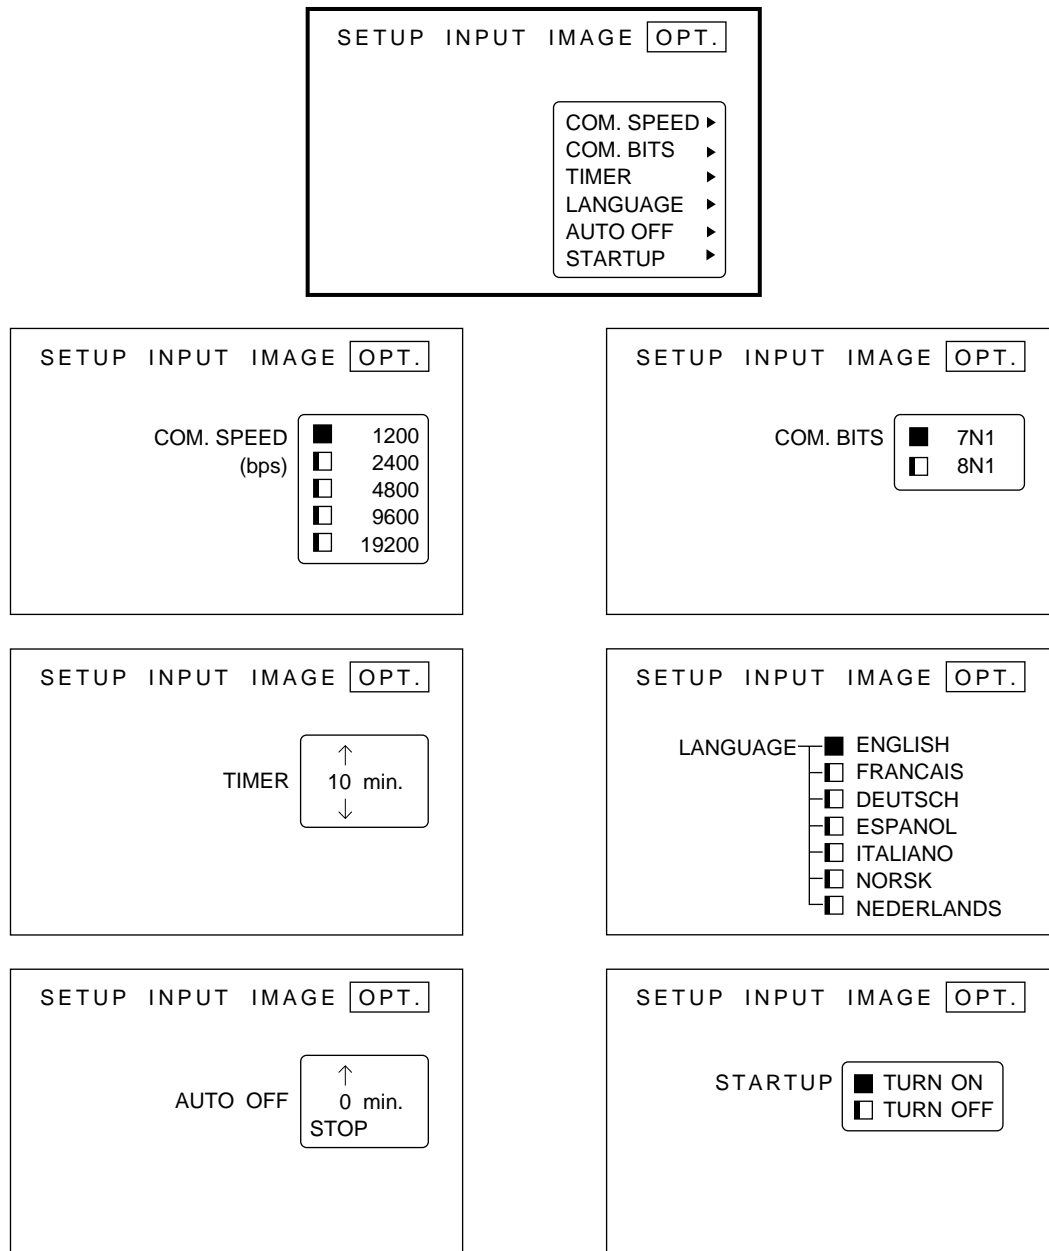 SETUP INPUT IMAGE OPT.
COM. SPEED
COM. BITS
TIMER
LANGUAGE
AUTO OFF
STARTUP
SETUP INPUT IMAGE OPT.
COM. SPEED 1200
(bps) 2400
4800
9600
19200
SETUP INPUT IMAGE OPT.
COM. BITS 7N1
8N1
SETUP INPUT IMAGE OPT.
TIMER 10 min.
SETUP INPUT IMAGE OPT.
LANGUAGE ENGLISH
FRANCAIS
DEUTSCH
ESPANOL
ITALIANO
NORSK
NEDERLANDS
SETUP INPUT IMAGE OPT.
AUTO OFF 0 min.
STOP
SETUP INPUT IMAGE OPT.
STARTUP TURN ON
TURN OFF